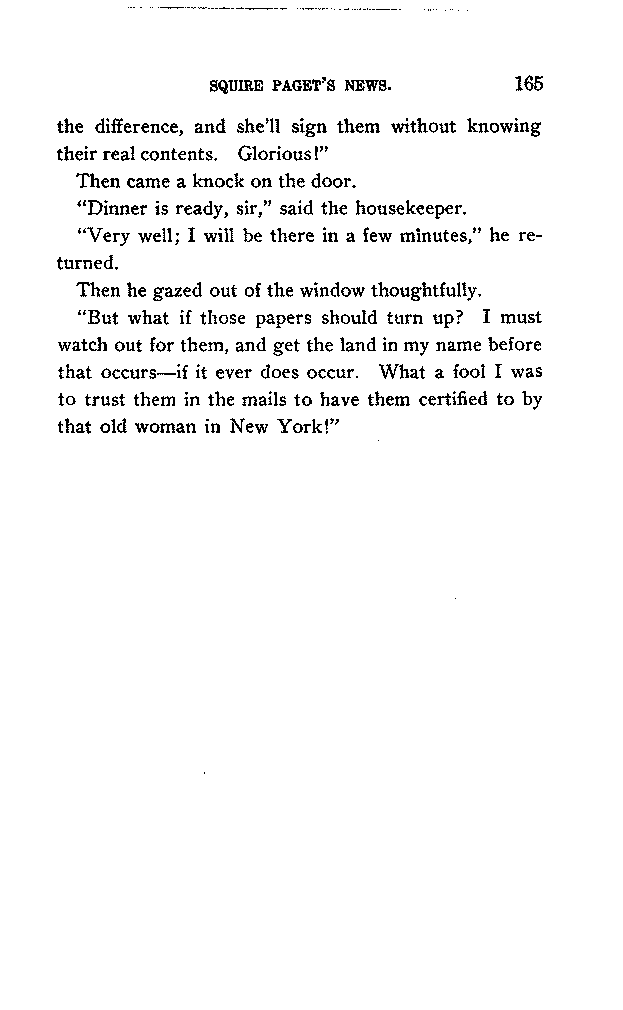 SQUIRE PAGET'S NEWS. 165
the difference, and she'll sign them without knowing
their real contents. Glorious!"
Then came a knock on the door.
"Dinner is ready, sir," said the housekeeper.
"Very well; I will be there in a few minutes," he re-
turned.
Then he gazed out of the window thoughtfully.
"But what if those papers should turn up? I must
watch out for them, and get the land in my name before
that occurs—if it ever does occur. What a fool I was
to trust them in the mails to have them certified to by
that old woman in New York!"